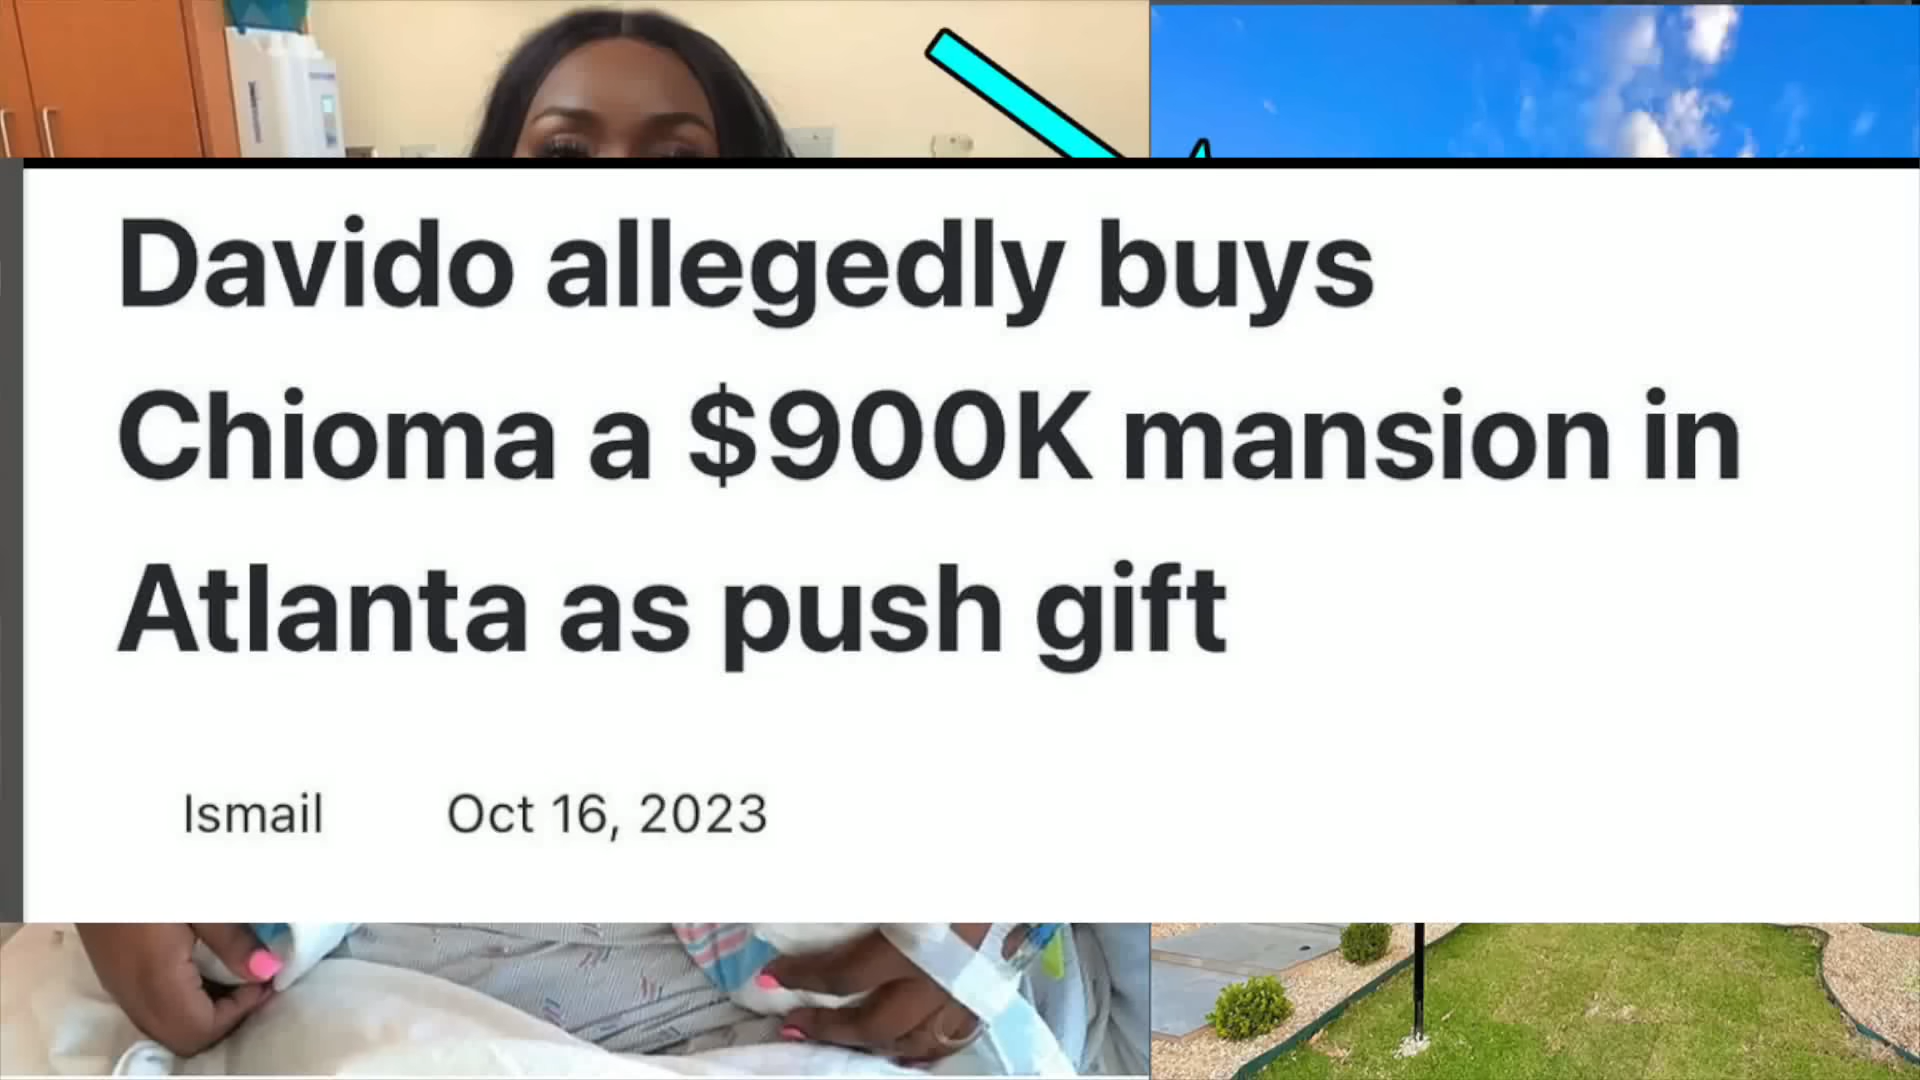 Davido allegedly buys
Chioma a $900K mansion in
Atlanta as push gift
Ismail Oct 16, 2023